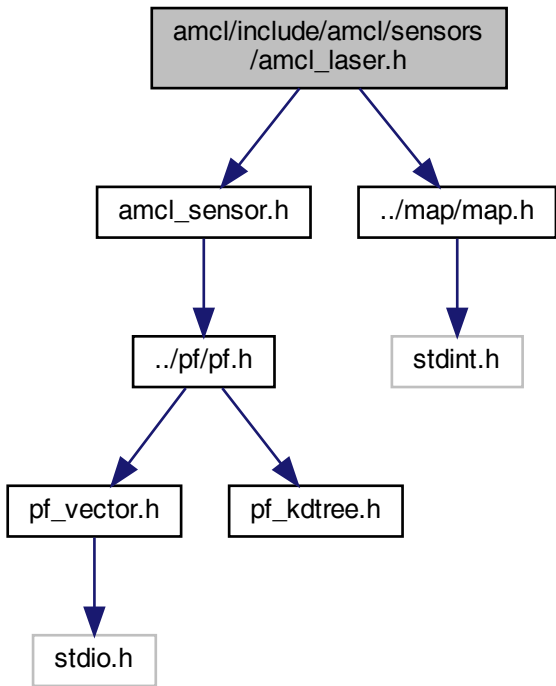 amcl/include/amcl/sensors
/amcl_laser.h
amcl_sensor.h
../map/map.h
../pf/pf.h
stdint.h
pf_vector.h
pf_kdtree.h
stdio.h